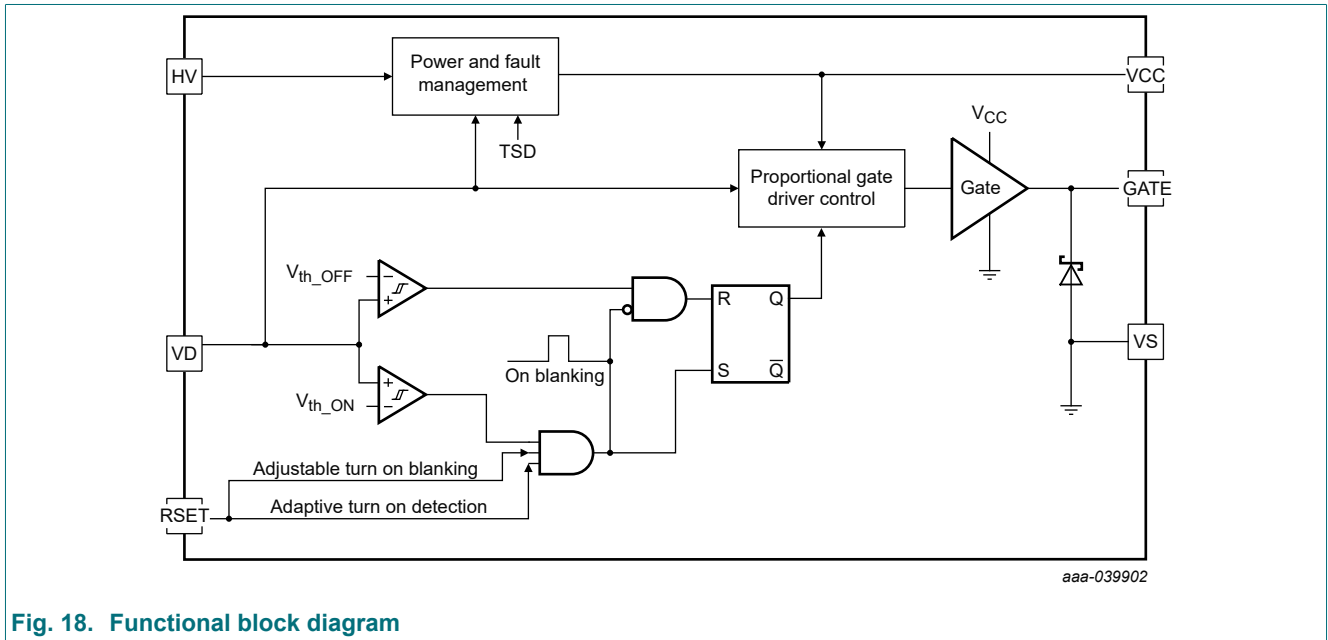 HV
Power and fault
management
VCC
TSD
VCC
Proportional gate
driver control
Gate
GATE
Vth_OFF
−
+
R
Q
VD
On blanking
S
Q̅
VS
+
−
Vth_ON
Adjustable turn on blanking
RSET
Adaptive turn on detection
aaa-039902
Fig. 18. Functional block diagram